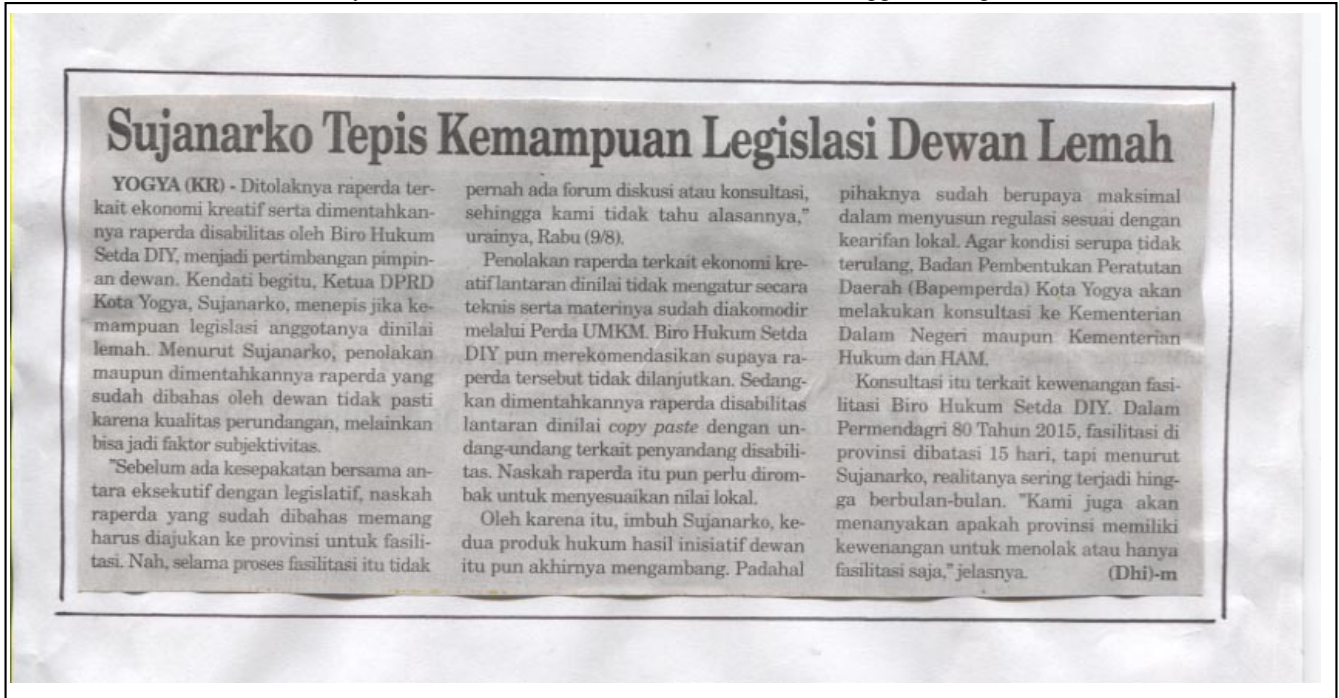 Sujanarko Tepis Kemampuan Legislasi Dewan Lemah
YOGYA (KR) - Ditolaknya raperda ter-
kait ekonomi kreatif serta dimentahkan-
nya raperda disabilitas oleh Biro Hukum
Setda DIY, menjadi pertimbangan pimpin-
an dewan. Kendati begitu, Ketua DPRD
Kota Yogya, Sujanarko, menepis jika ke-
mampuan legislasi anggotanya dinilai
lemah. Menurut Sujanarko, penolakan
maupun dimentahkannya raperda yang
sudah dibahas oleh dewan tidak pasti
karena kualitas perundangan, melainkan
bisa jadi faktor subjektivitas.
"Sebelum ada kesepakatan bersama an-
tara eksekutif dengan legislatif, naskah
raperda yang sudah dibahas memang
harus diajukan ke provinsi untuk fasili-
tasi. Nah, selama proses fasilitasi itu tidak
pernah ada forum diskusi atau konsultasi,
sehingga kami tidak tahu alasannya,"
urainya, Rabu (9/8).
Penolakan raperda terkait ekonomi kre-
atif lantaran dinilai tidak mengatur secara
teknis serta materinya sudah diakomodir
melalui Perda UMKM. Biro Hukum Setda
DIY pun merekomendasikan supaya ra-
perda tersebut tidak dilanjutkan. Sedang-
kan dimentahkannya raperda disabilitas
lantaran dinilai copy paste dengan un-
dang-undang terkait penyandang disabili-
tas. Naskah raperda itu pun perlu dirom-
bak untuk menyesuaikan nilai lokal.
Oleh karena itu, imbuh Sujanarko, ke-
dua produk hukum hasil inisiatif dewan
itu pun akhirnya mengambang. Padahal
pihaknya sudah berupaya maksimal
dalam menyusun regulasi sesuai dengan
kearifan lokal. Agar kondisi serupa tidak
terulang, Badan Pembentukan Peratutan
Daerah (Bapemperda) Kota Yogya akan
melakukan konsultasi ke Kementerian
Dalam Negeri maupun Kementerian
Hukum dan HAM.
Konsultasi itu terkait kewenangan fasi-
litasi Biro Hukum Setda DIY. Dalam
Permendagri 80 Tahun 2015, fasilitasi di
provinsi dibatasi 15 hari, tapi menurut
Sujanarko, realitanya sering terjadi hing-
ga berbulan-bulan. "Kami juga akan
menanyakan apakah provinsi memiliki
kewenangan untuk menolak atau hanya
fasilitasi saja," jelasnya. (Dhi)-m